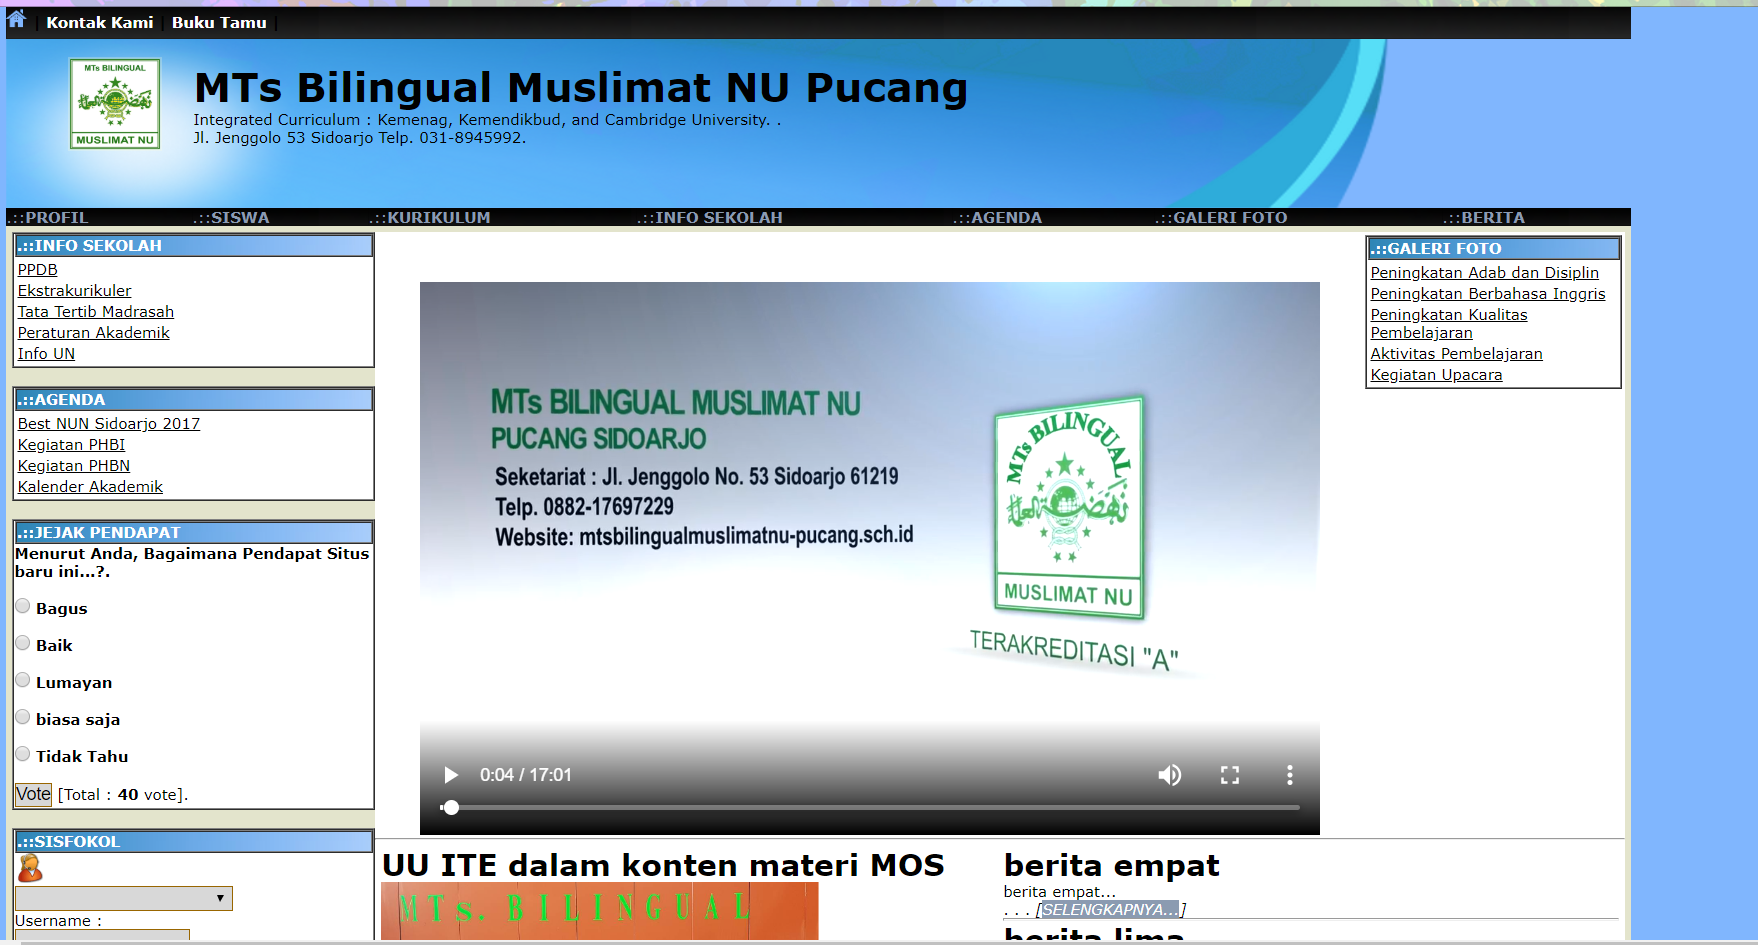 | Kontak Kami | Buku Tamu |
MTs BILINGUAL
MUSLIMAT NU
MTs Bilingual Muslimat NU Pucang
Integrated Curriculum : Kemenag, Kemendikbud, and Cambridge University. .
Jl. Jenggolo 53 Sidoarjo Telp. 031-8945992.
.::PROFIL .::SISWA .::KURIKULUM .::INFO SEKOLAH .::AGENDA .::GALERI FOTO .::BERITA
.::INFO SEKOLAH
PPDB
Ekstrakurikuler
Tata Tertib Madrasah
Peraturan Akademik
Info UN
.::AGENDA
Best NUN Sidoarjo 2017
Kegiatan PHBI
Kegiatan PHBN
Kalender Akademik
.::JEJAK PENDAPAT
Menurut Anda, Bagaimana Pendapat Situs
baru ini...?.
Bagus
Baik
Lumayan
biasa saja
Tidak Tahu
Vote [Total : 40 vote].
.::SISFOKOL
Username :
MTs BILINGUAL MUSLIMAT NU
PUCANG SIDOARJO
Seketariat : Jl. Jenggolo No. 53 Sidoarjo 61219
Telp. 0882-17697229
Website: mtsbilingualmuslimatnu-pucang.sch.id
MTs BILINGUAL
MUSLIMAT NU
TERAKREDITASI "A"
0:04 / 17:01
UU ITE dalam konten materi MOS
MTs. BILINGUAL
berita empat
berita empat...
. . . [SELENGKAPNYA...]
berita lima
.::GALERI FOTO
Peningkatan Adab dan Disiplin
Peningkatan Berbahasa Inggris
Peningkatan Kualitas
Pembelajaran
Aktivitas Pembelajaran
Kegiatan Upacara